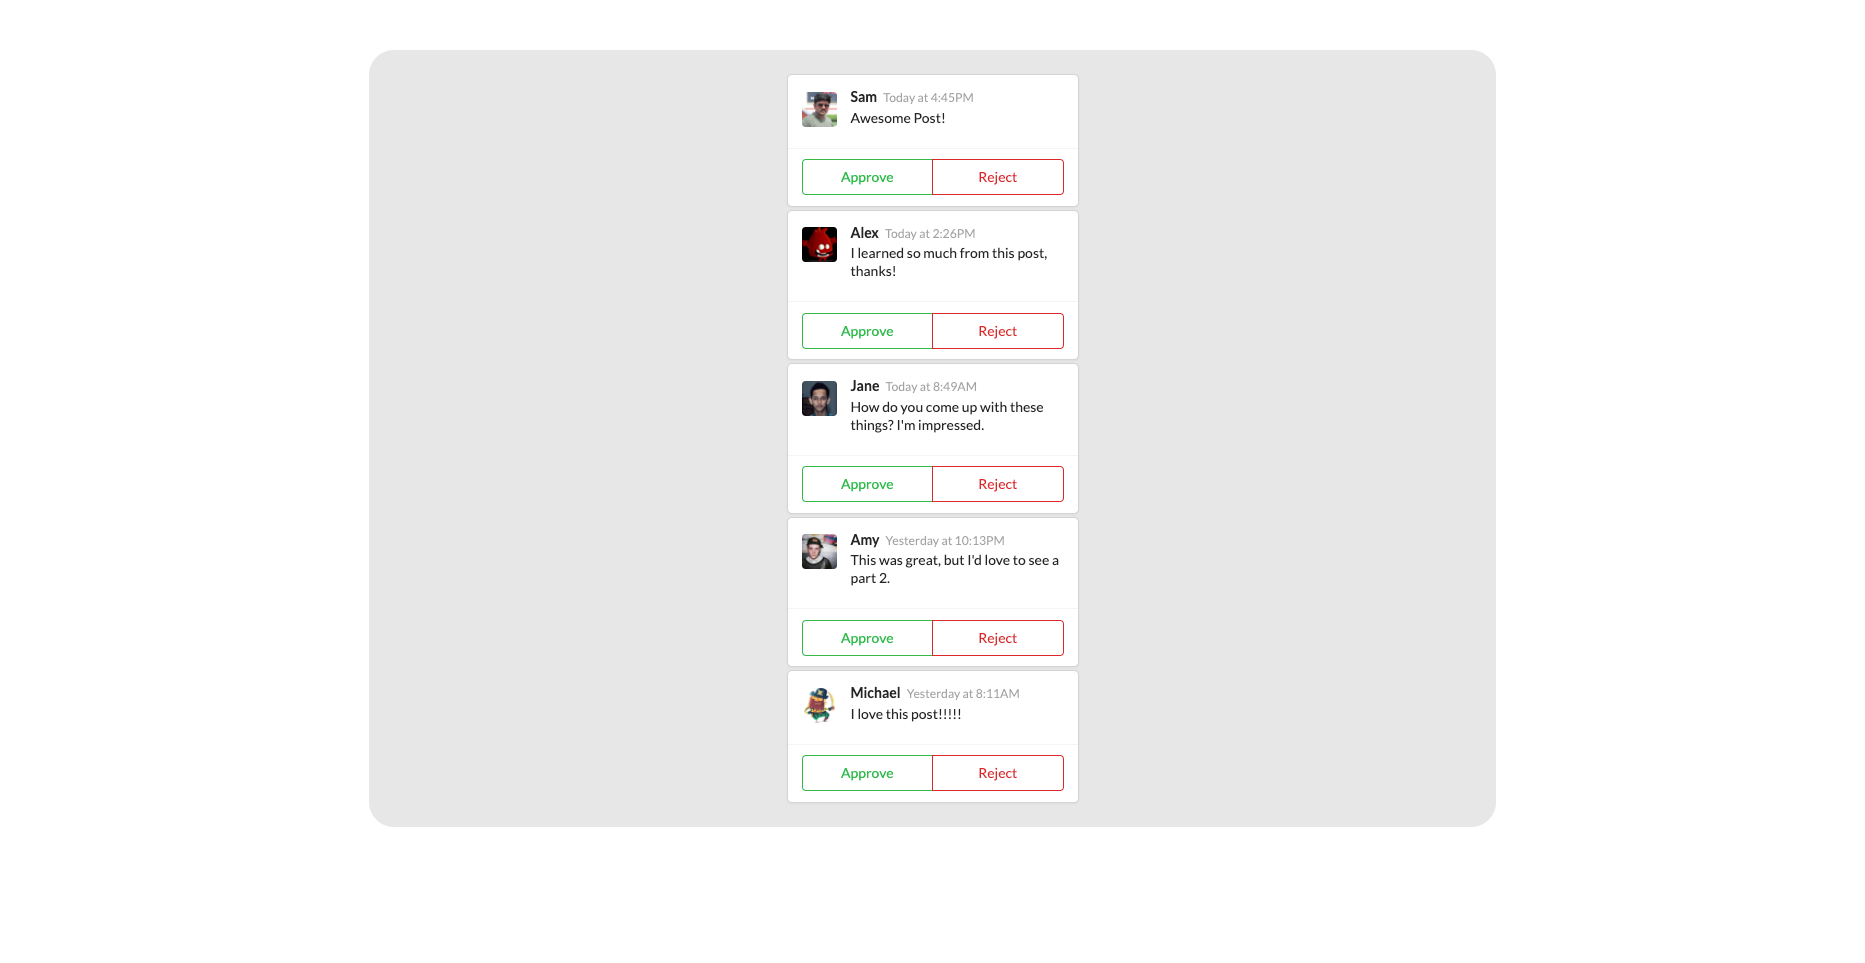 Sam Today at 4:45PM
Awesome Post!
Approve Reject
Alex Today at 2:26PM
I learned so much from this post,
thanks!
Approve Reject
Jane Today at 8:49AM
How do you come up with these
things? I'm impressed.
Approve Reject
Amy Yesterday at 10:13PM
This was great, but I'd love to see a
part 2.
Approve Reject
Michael Yesterday at 8:11AM
I love this post!!!!!
Approve Reject